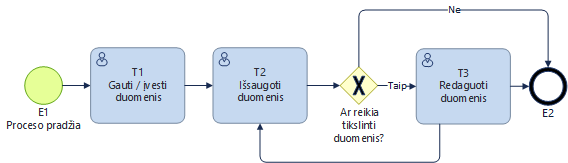 Ne
T1
Gauti / įvesti
duomenis
T2
Išsaugoti
duomenis
Taip
T3
Redaguoti
duomenis
E1
Proceso pradžia
Ar reikia
tikslinti
duomenis?
E2